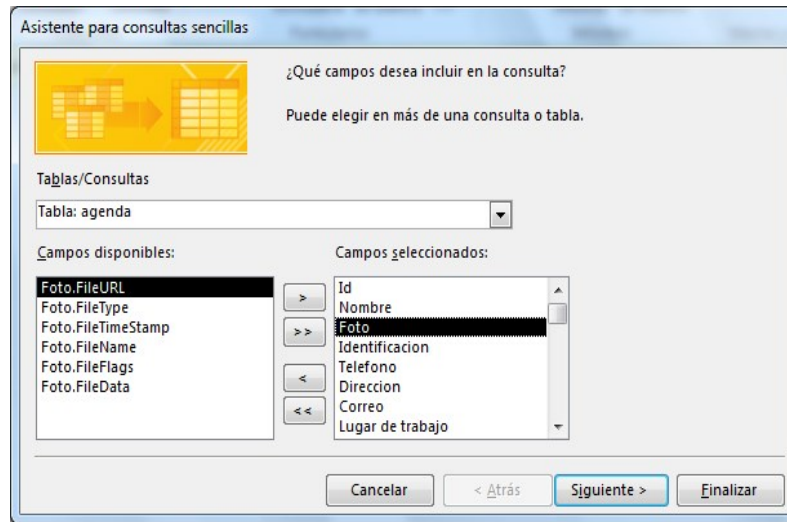 Asistente para consultas sencillas
¿Qué campos desea incluir en la consulta?
Puede elegir en más de una consulta o tabla.
Tablas/Consultas
Tabla: agenda
Campos disponibles:
Campos seleccionados:
Foto.FileURL
Foto.FileType
Foto.FileTimeStamp
Foto.FileName
Foto.FileFlags
Foto.FileData
>
>>
<
<<
Id
Nombre
Foto
Identificacion
Telefono
Direccion
Correo
Lugar de trabajo
Cancelar
< Atrás
Siguiente >
Finalizar